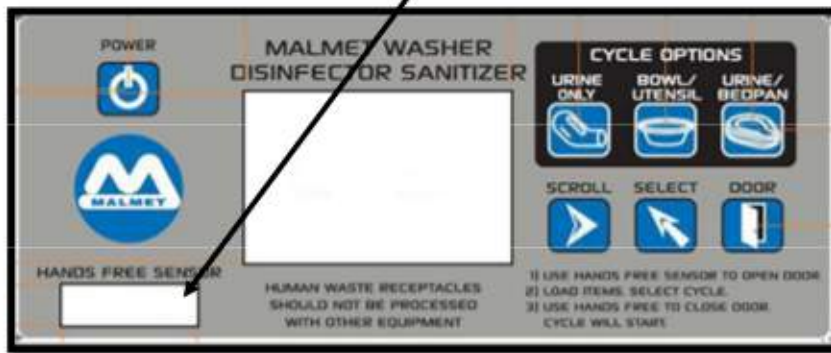 POWER
MALMET WASHER
DISINFECTOR SANITIZER
CYCLE OPTIONS
URINE
ONLY
BOWL/
UTENSIL
URINE/
BEDPAN
MALMET
SCROLL
SELECT
DOOR
HANDS FREE SENSOR
HUMAN WASTE RECEPTACLES
SHOULD NOT BE PROCESSED
WITH OTHER EQUIPMENT
1) USE HANDS FREE SENSOR TO OPEN DOOR
2) LOAD ITEMS. SELECT CYCLE.
3) USE HANDS FREE TO CLOSE DOOR.
CYCLE WILL START.